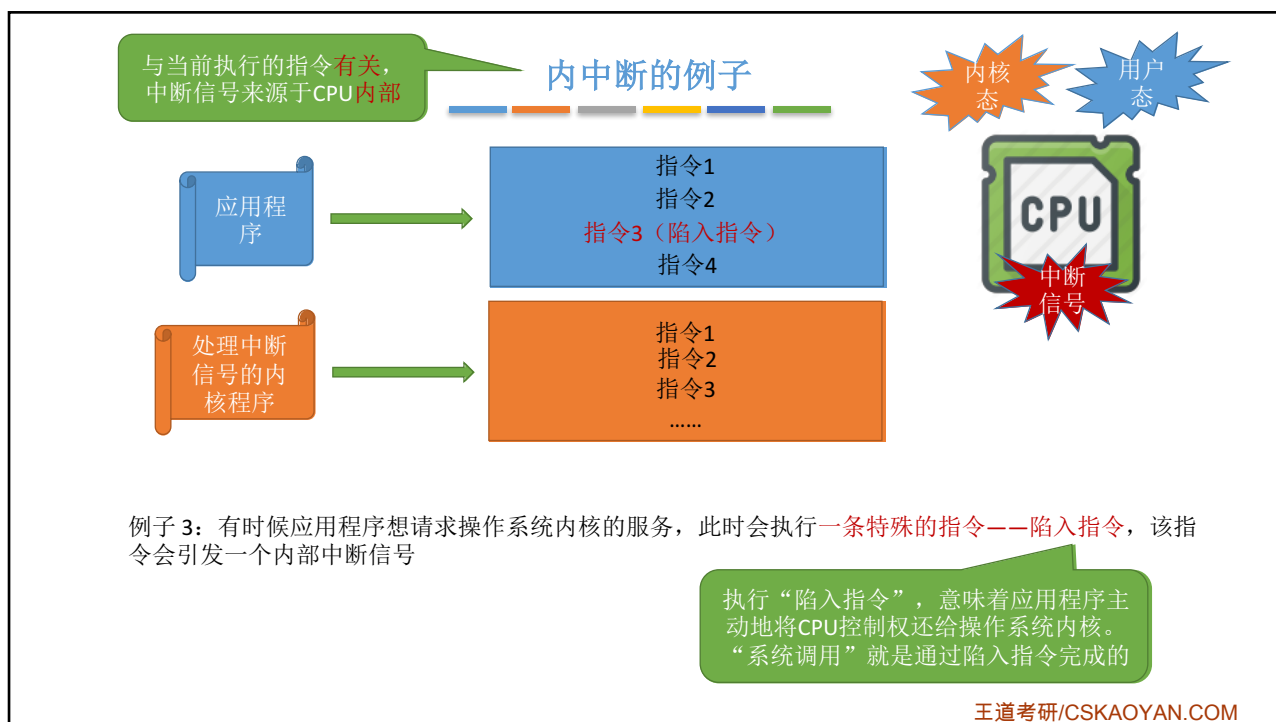 与当前执行的指令有关，
中断信号来源于CPU内部
内中断的例子
内核
态
用户
态
应用程
序
指令1
指令2
指令3（陷入指令）
指令4
CPU
中断
信号
处理中断
信号的内
核程序
指令1
指令2
指令3
……
例子 3：有时候应用程序想请求操作系统内核的服务，此时会执行一条特殊的指令——陷入指令，该指
令会引发一个内部中断信号
执行“陷入指令”，意味着应用程序主
动地将CPU控制权还给操作系统内核。
“系统调用”就是通过陷入指令完成的
王道考研/CSKAOYAN.COM